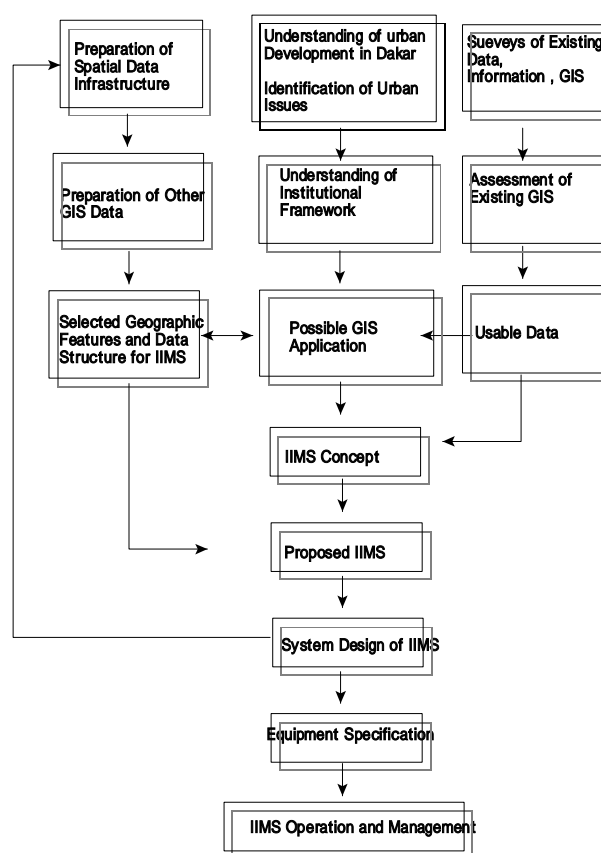 Preparation of
Spatial Data
Infrastructure
Understanding of urban
Development in Dakar
Identification of Urban
Issues
Sueveys of Existing
Data,
Information , GIS
Preparation of Other
GIS Data
Understanding of
Institutional
Framework
Assessment of
Existing GIS
Selected Geographic
Features and Data
Structure for IIMS
Possible GIS
Application
Usable Data
IIMS Concept
Proposed IIMS
System Design of IIMS
Equipment Specification
IIMS Operation and Management